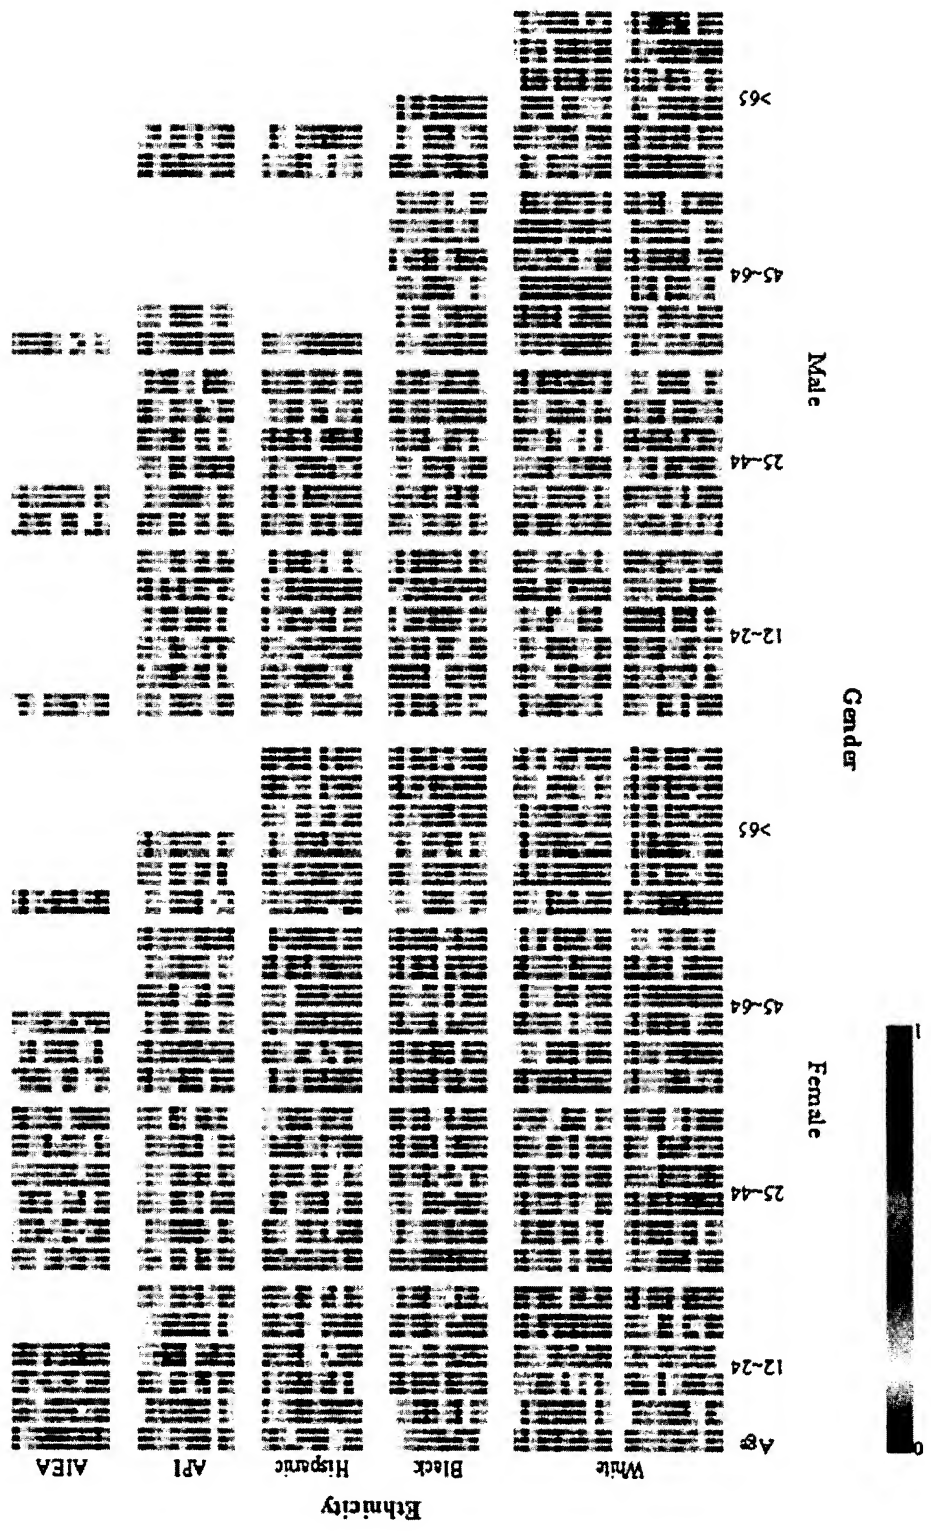 Ethnicity
White
Black
Hispanic
API
AIEA
Age
12~24
25~44
45~64
>65
12~24
25~44
45~64
>65
Female
Male
Gender
0
1